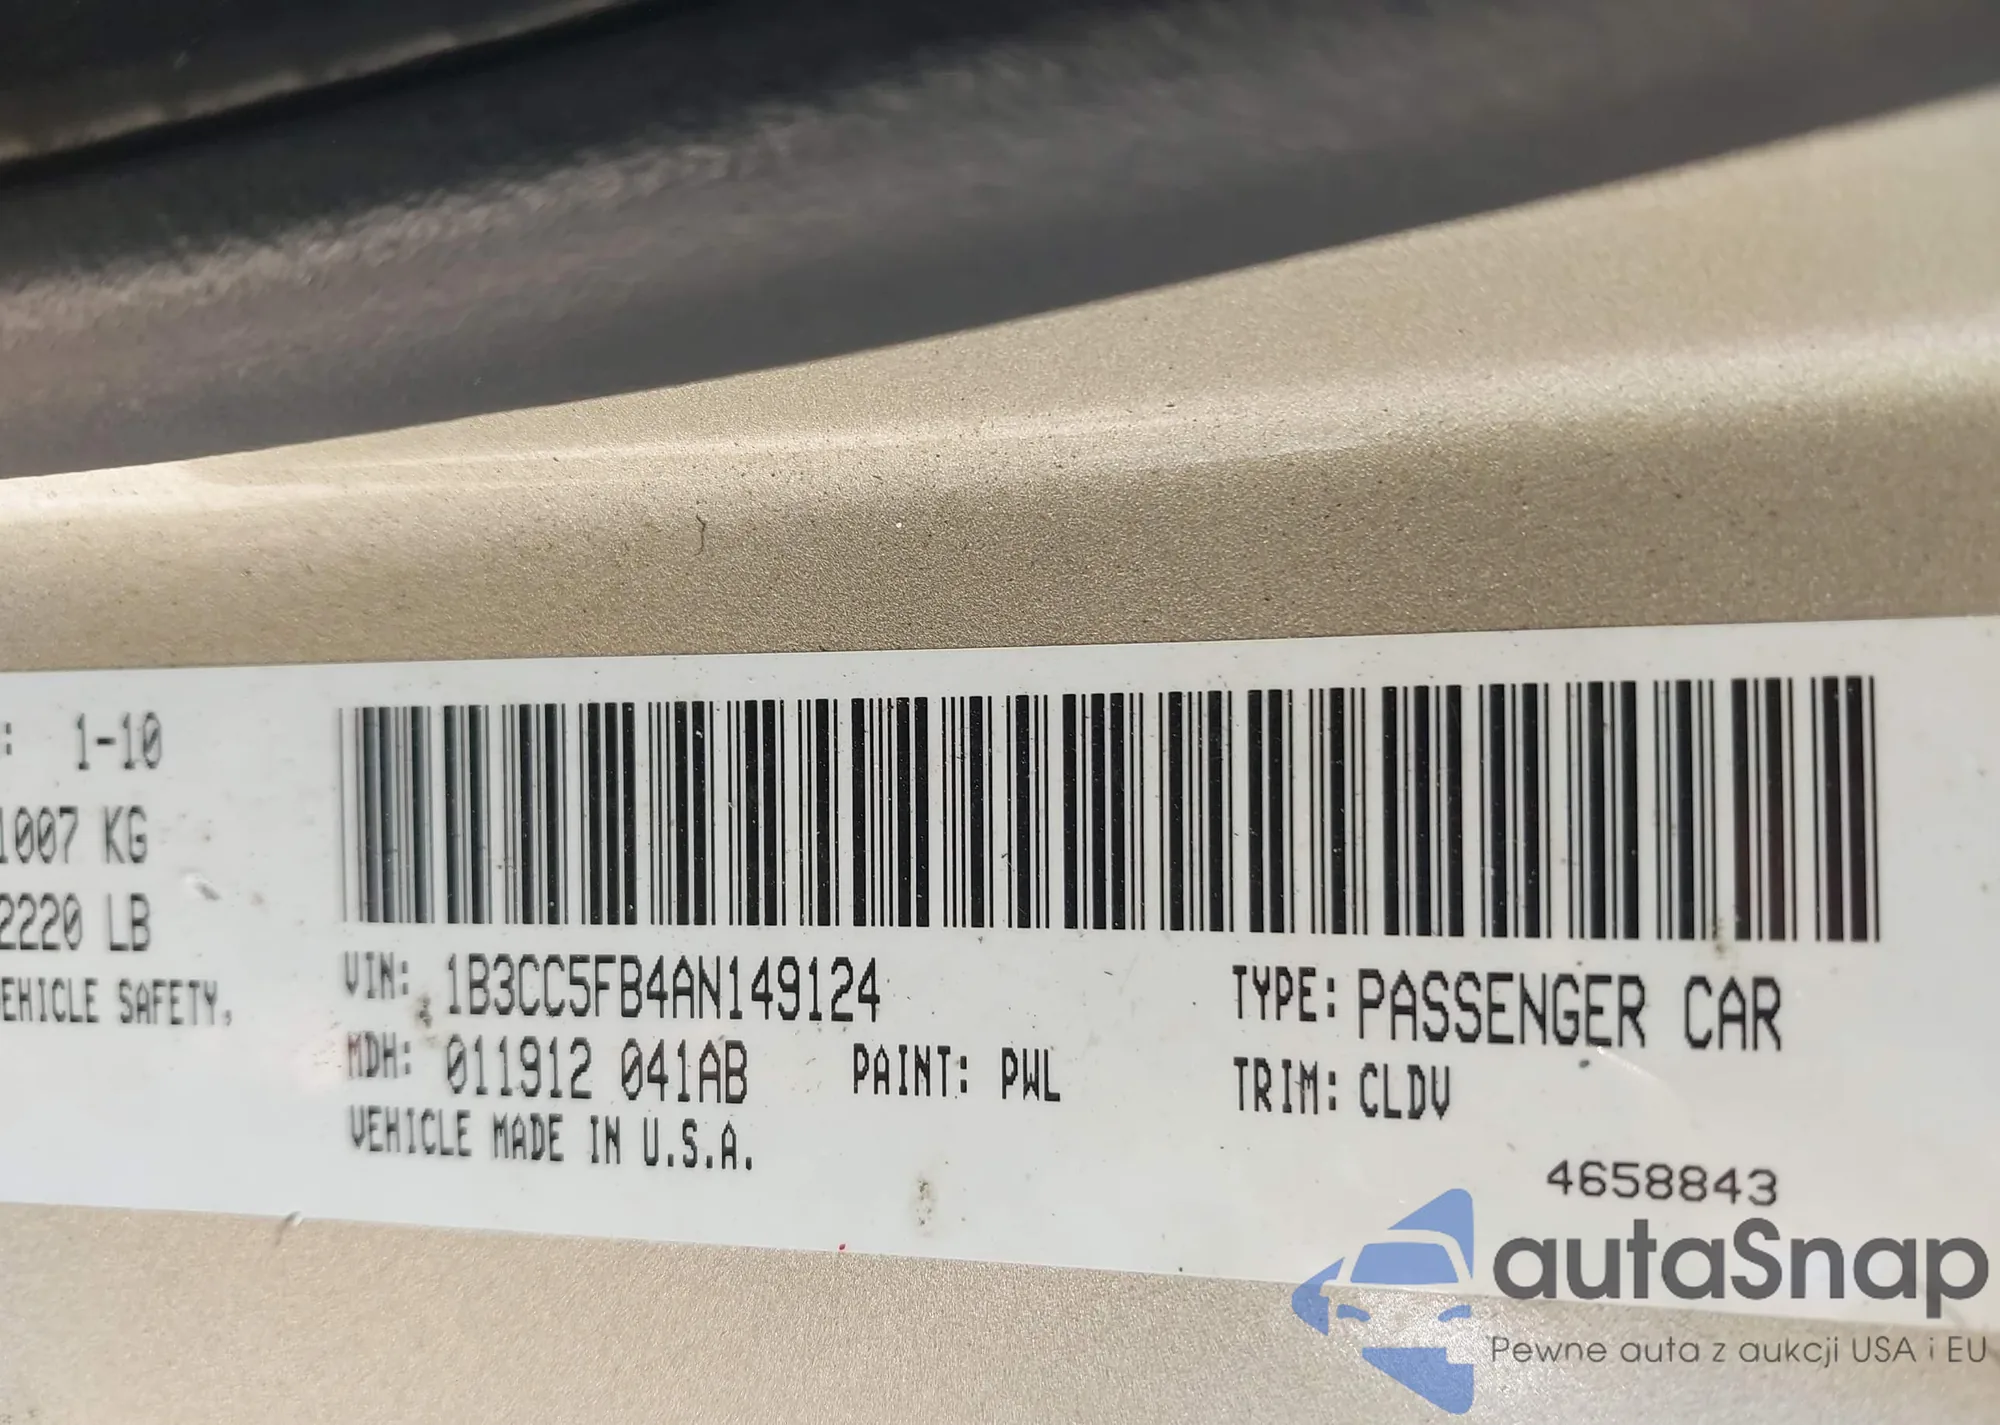 : 1-10
1007 KG
2220 LB
EHICLE SAFETY,
VIN: 1B3CC5FB4AN149124
TYPE: PASSENGER CAR
MDH: 011912 041AB PAINT: PWL
TRIM: CLDV
VEHICLE MADE IN U.S.A.
4658843
autaSnap
Pewne auta z aukcji USA i EU